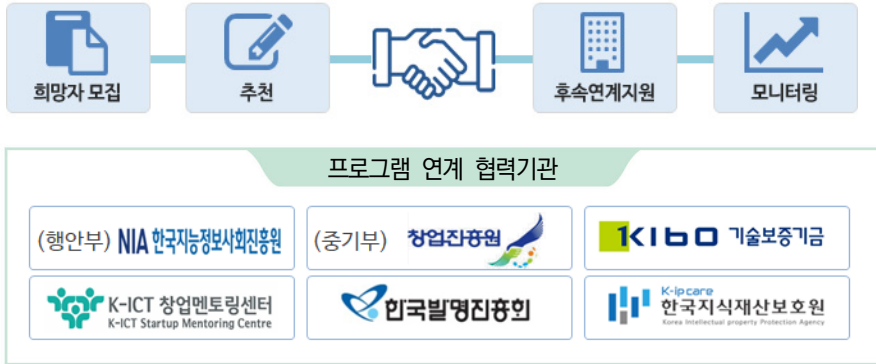 희망자 모집
추천
후속연계지원
모니터링
프로그램 연계 협력기관
(행안부) NIA 한국지능정보사회진흥원
(중기부) 창업진흥원
KIBO 기술보증기금
K-ICT 창업멘토링센터
K-ICT Startup Mentoring Centre
한국발명진흥회
K-ipcare
한국지식재산보호원
Korea Intellectual property Protection Agency